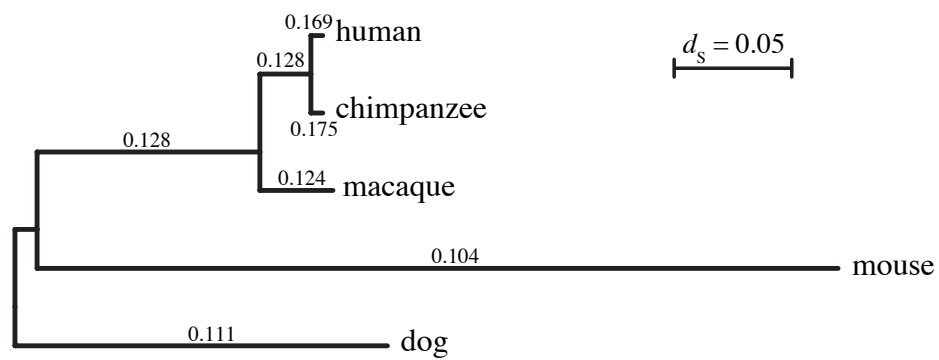 0.169
human
0.128
d_s = 0.05
chimpanzee
0.175
0.128
0.124
macaque
0.104
mouse
0.111
dog